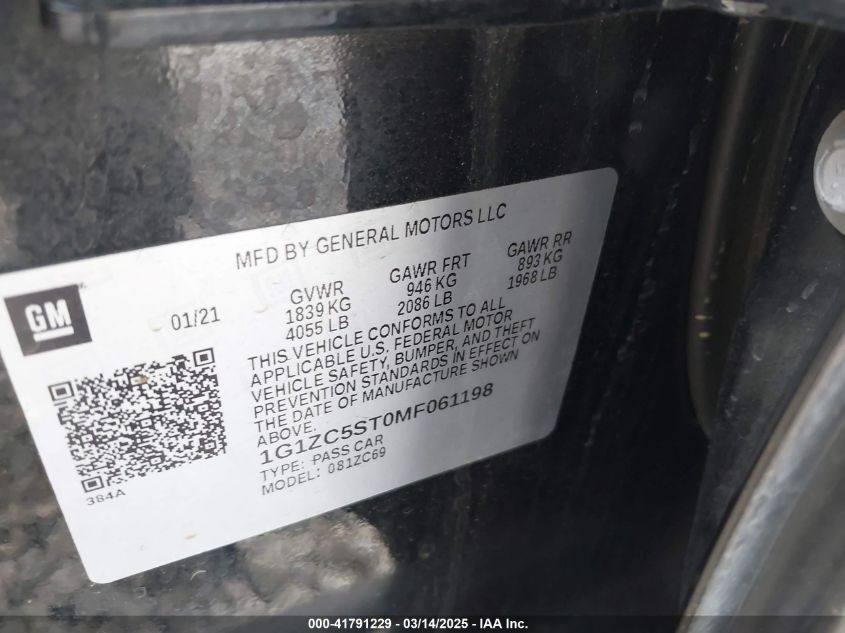 MFD BY GENERAL MOTORS LLC
GM
01/21
GVWR
1839 KG
4055 LB
GAWR FRT
946 KG
2086 LB
GAWR RR
893 KG
1968 LB
THIS VEHICLE CONFORMS TO ALL
APPLICABLE U.S. FEDERAL MOTOR
VEHICLE SAFETY, BUMPER, AND THEFT
PREVENTION STANDARDS IN EFFECT ON
THE DATE OF MANUFACTURE SHOWN
ABOVE.
1G1ZC5ST0MF061198
TYPE: PASS CAR
MODEL: 081ZC69
384A
000-41791229 — 03/14/2025 — IAA Inc.